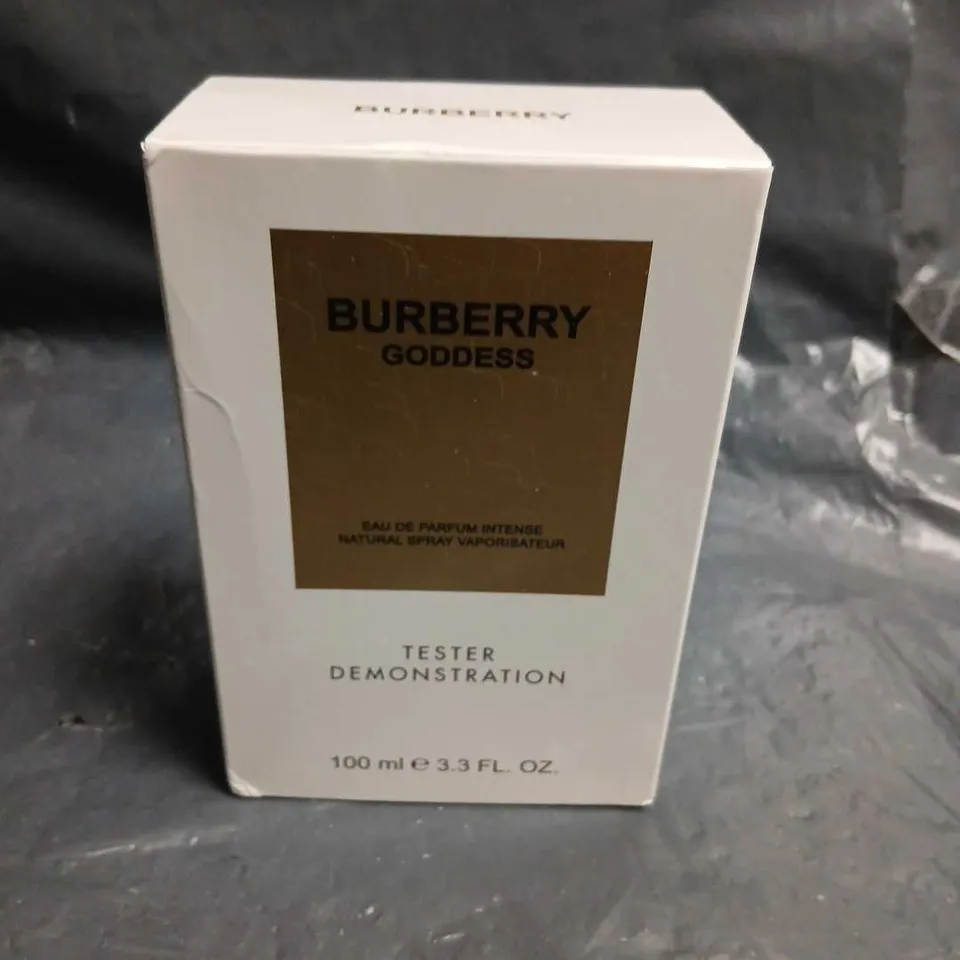 BURBERRY
BURBERRY
GODDESS
EAU DE PARFUM INTENSE
NATURAL SPRAY VAPORISATEUR
TESTER
DEMONSTRATION
100 ml ℮ 3.3 FL. OZ.